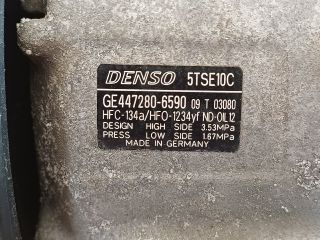 DENSO 5TSE10C
GE447280-6590 09 T 03080
HFC-134a/HFO-1234yf ND-OIL12
DESIGN HIGH SIDE 3.53MPa
PRESS LOW SIDE 1.67MPa
MADE IN GERMANY